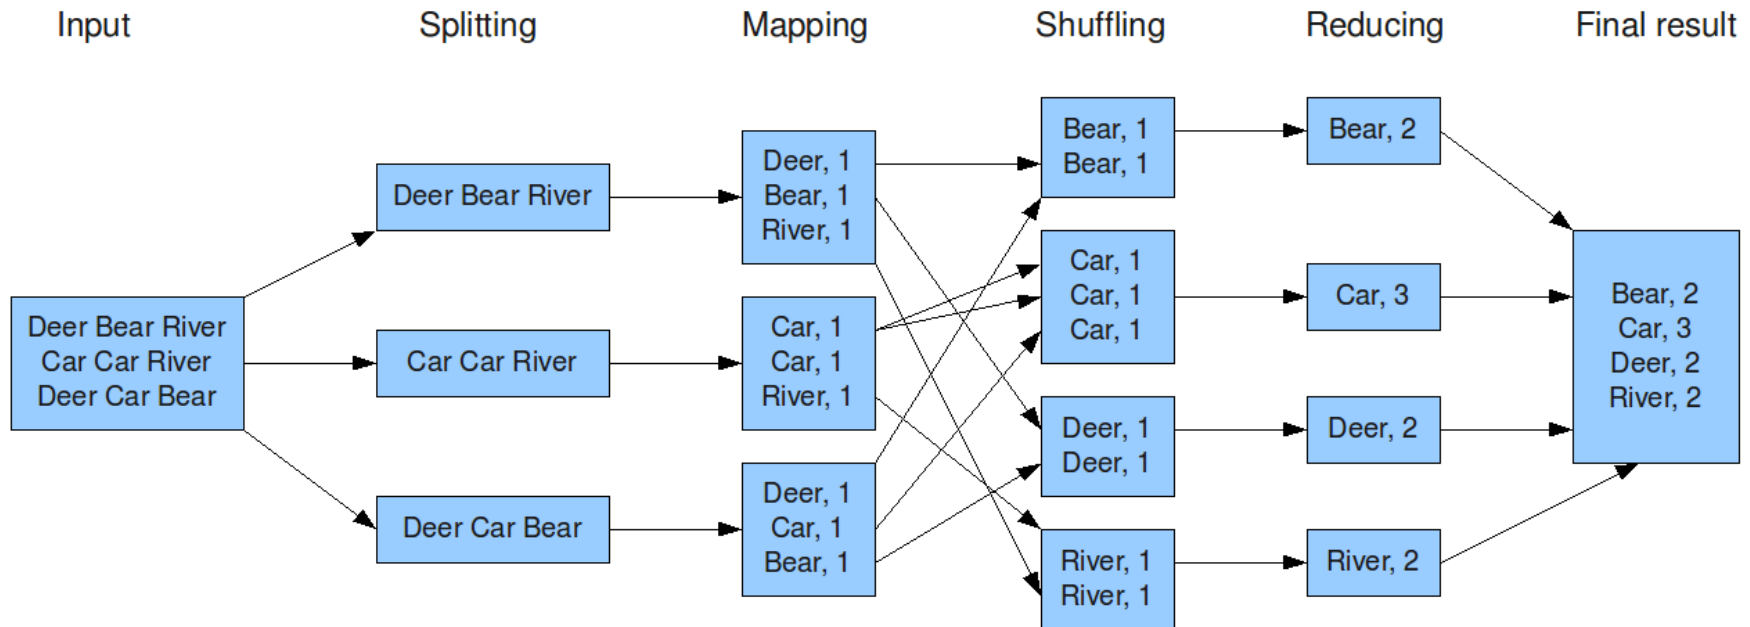 Input
Splitting
Mapping
Shuffling
Reducing
Final result
Deer Bear River
Car Car River
Deer Car Bear
Deer Bear River
Car Car River
Deer Car Bear
Deer, 1
Bear, 1
River, 1
Car, 1
Car, 1
River, 1
Deer, 1
Car, 1
Bear, 1
Bear, 1
Bear, 1
Car, 1
Car, 1
Car, 1
Deer, 1
Deer, 1
River, 1
River, 1
Bear, 2
Car, 3
Deer, 2
River, 2
Bear, 2
Car, 3
Deer, 2
River, 2